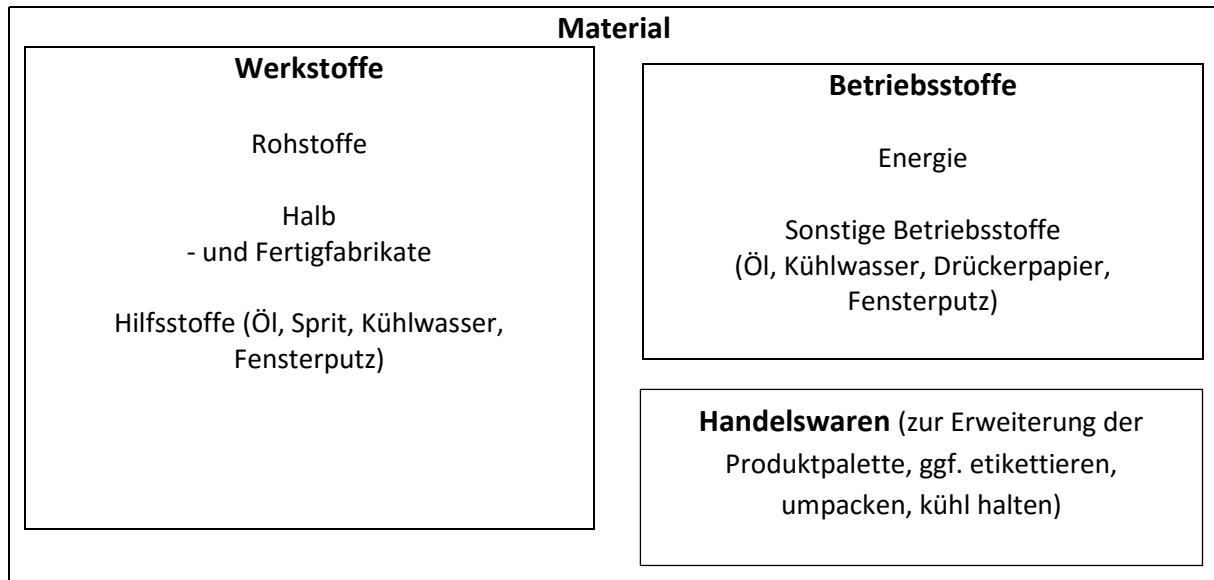 Material
Werkstoffe
Rohstoffe
Halb
- und Fertigfabrikate
Hilfsstoffe (Öl, Sprit, Kühlwasser,
Fensterputz)
Betriebsstoffe
Energie
Sonstige Betriebsstoffe
(Öl, Kühlwasser, Drückerpapier,
Fensterputz)
Handelswaren (zur Erweiterung der
Produktpalette, ggf. etikettieren,
umpacken, kühl halten)